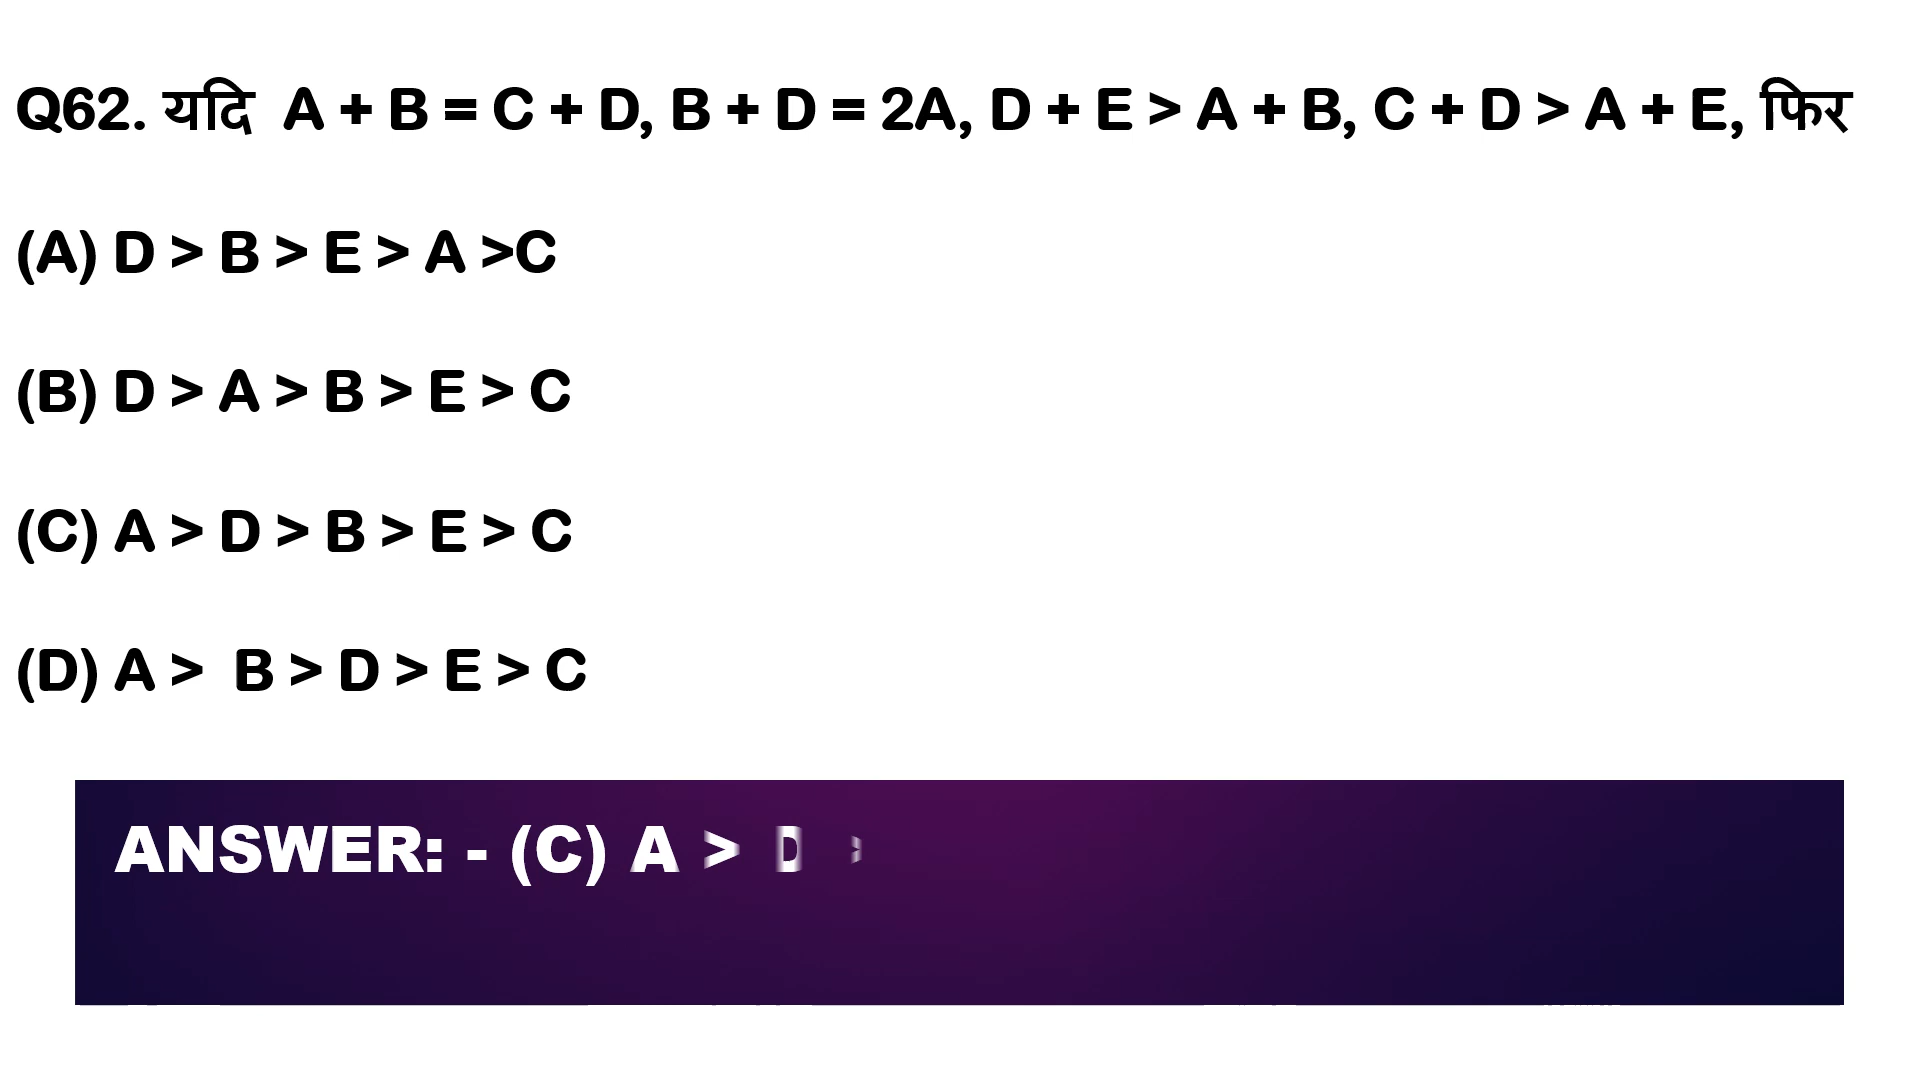 Q62. यदि A + B = C + D, B + D = 2A, D + E > A + B, C + D > A + E, फिर
(A) D > B > E > A >C
(B) D > A > B > E > C
(C) A > D > B > E > C
(D) A > B > D > E > C
ANSWER: - (C) A > D >